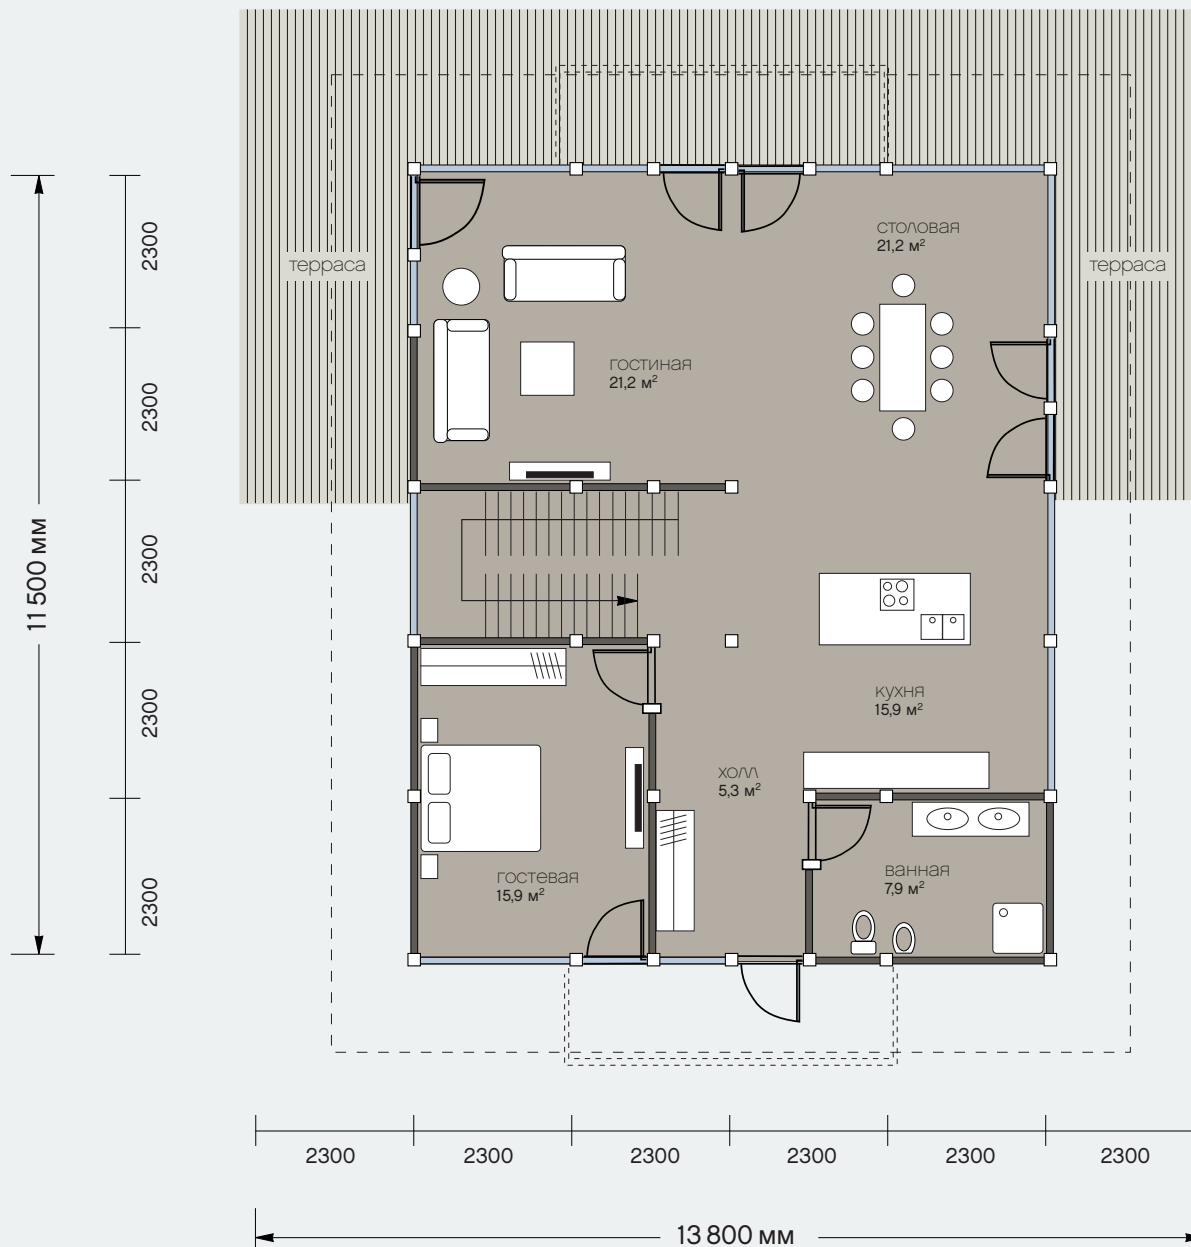 столовая
21,2 м²
терраса
терраса
гостиная
21,2 м²
кухня
15,9 м²
холл
5,3 м²
гостевая
15,9 м²
ванная
7,9 м²
11 500 мм
2300
2300
2300
2300
2300
2300
2300
2300
2300
2300
2300
13 800 мм